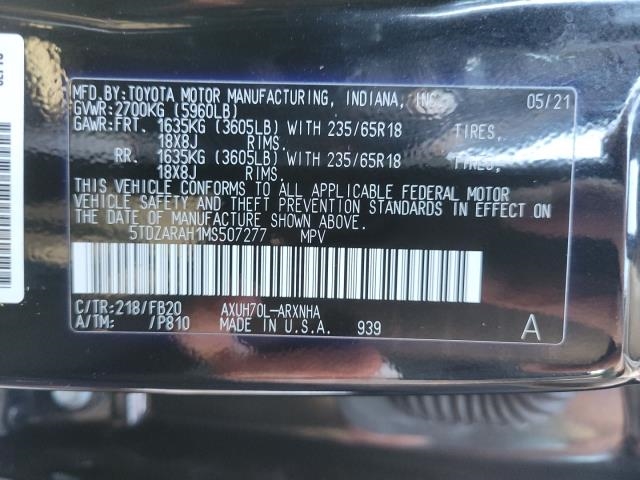 MFD.BY:TOYOTA MOTOR MANUFACTURING, INDIANA, INC. 05/21
GVWR:2700KG (5960LB)
GAWR:FRT. 1635KG (3605LB) WITH 235/65R18 TIRES,
18X8J RIMS.
RR. 1635KG (3605LB) WITH 235/65R18 TIRES,
18X8J RIMS.
THIS VEHICLE CONFORMS TO ALL APPLICABLE FEDERAL MOTOR
VEHICLE SAFETY AND THEFT PREVENTION STANDARDS IN EFFECT ON
THE DATE OF MANUFACTURE SHOWN ABOVE.
5TDZARAH1MS507277 MPV
C/TR:218/FB20 AXUH70L-ARXNHA
A/TM: /P810 MADE IN U.S.A. 939 A